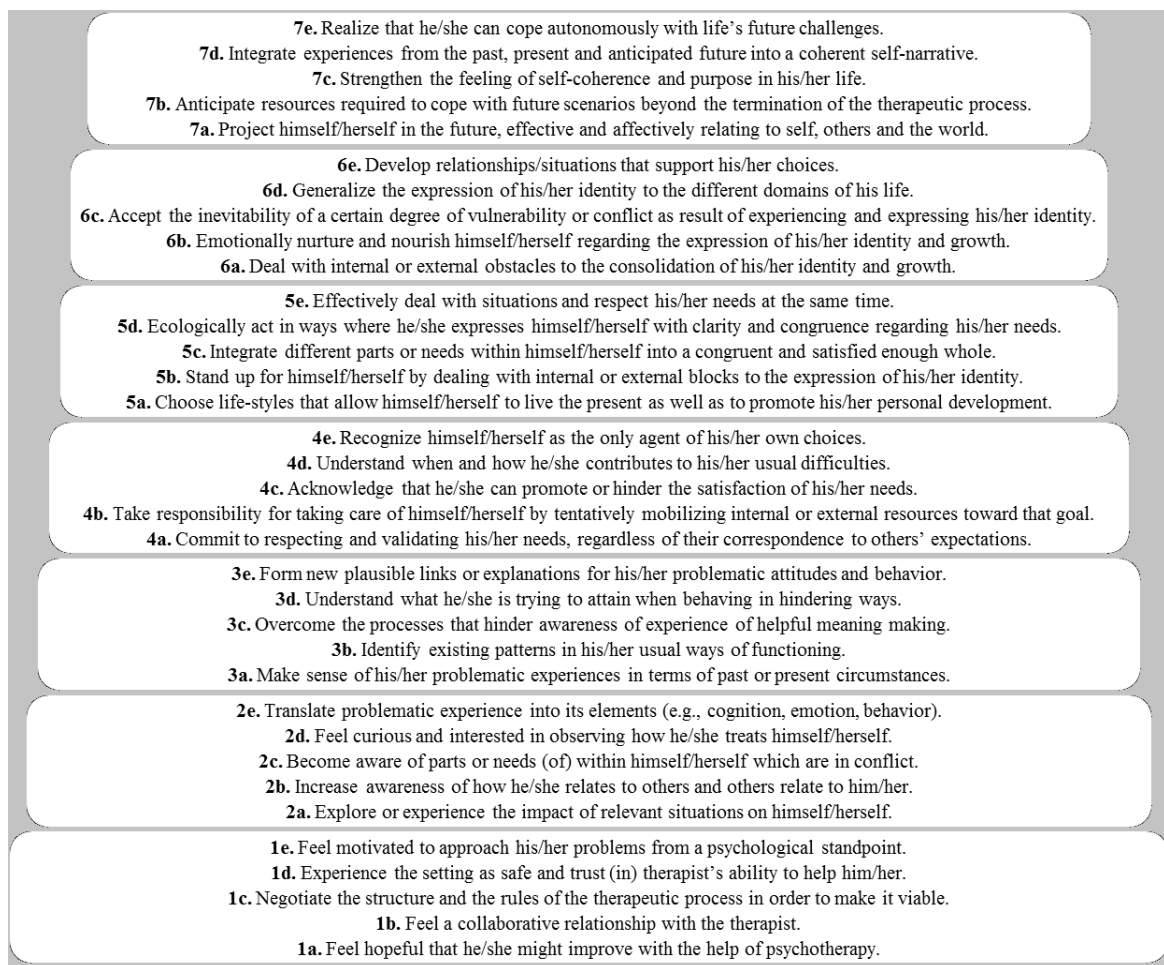 7e. Realize that he/she can cope autonomously with life's future challenges.
7d. Integrate experiences from the past, present and anticipated future into a coherent self-narrative.
7c. Strengthen the feeling of self-coherence and purpose in his/her life.
7b. Anticipate resources required to cope with future scenarios beyond the termination of the therapeutic process.
7a. Project himself/herself in the future, effective and affectively relating to self, others and the world.
6e. Develop relationships/situations that support his/her choices.
6d. Generalize the expression of his/her identity to the different domains of his life.
6c. Accept the inevitability of a certain degree of vulnerability or conflict as result of experiencing and expressing his/her identity.
6b. Emotionally nurture and nourish himself/herself regarding the expression of his/her identity and growth.
6a. Deal with internal or external obstacles to the consolidation of his/her identity and growth.
5e. Effectively deal with situations and respect his/her needs at the same time.
5d. Ecologically act in ways where he/she expresses himself/herself with clarity and congruence regarding his/her needs.
5c. Integrate different parts or needs within himself/herself into a congruent and satisfied enough whole.
5b. Stand up for himself/herself by dealing with internal or external blocks to the expression of his/her identity.
5a. Choose life-styles that allow himself/herself to live the present as well as to promote his/her personal development.
4e. Recognize himself/herself as the only agent of his/her own choices.
4d. Understand when and how he/she contributes to his/her usual difficulties.
4c. Acknowledge that he/she can promote or hinder the satisfaction of his/her needs.
4b. Take responsibility for taking care of himself/herself by tentatively mobilizing internal or external resources toward that goal.
4a. Commit to respecting and validating his/her needs, regardless of their correspondence to others' expectations.
3e. Form new plausible links or explanations for his/her problematic attitudes and behavior.
3d. Understand what he/she is trying to attain when behaving in hindering ways.
3c. Overcome the processes that hinder awareness of experience of helpful meaning making.
3b. Identify existing patterns in his/her usual ways of functioning.
3a. Make sense of his/her problematic experiences in terms of past or present circumstances.
2e. Translate problematic experience into its elements (e.g., cognition, emotion, behavior).
2d. Feel curious and interested in observing how he/she treats himself/herself.
2c. Become aware of parts or needs (of) within himself/herself which are in conflict.
2b. Increase awareness of how he/she relates to others and others relate to him/her.
2a. Explore or experience the impact of relevant situations on himself/herself.
1e. Feel motivated to approach his/her problems from a psychological standpoint.
1d. Experience the setting as safe and trust (in) therapist's ability to help him/her.
1c. Negotiate the structure and the rules of the therapeutic process in order to make it viable.
1b. Feel a collaborative relationship with the therapist.
1a. Feel hopeful that he/she might improve with the help of psychotherapy.